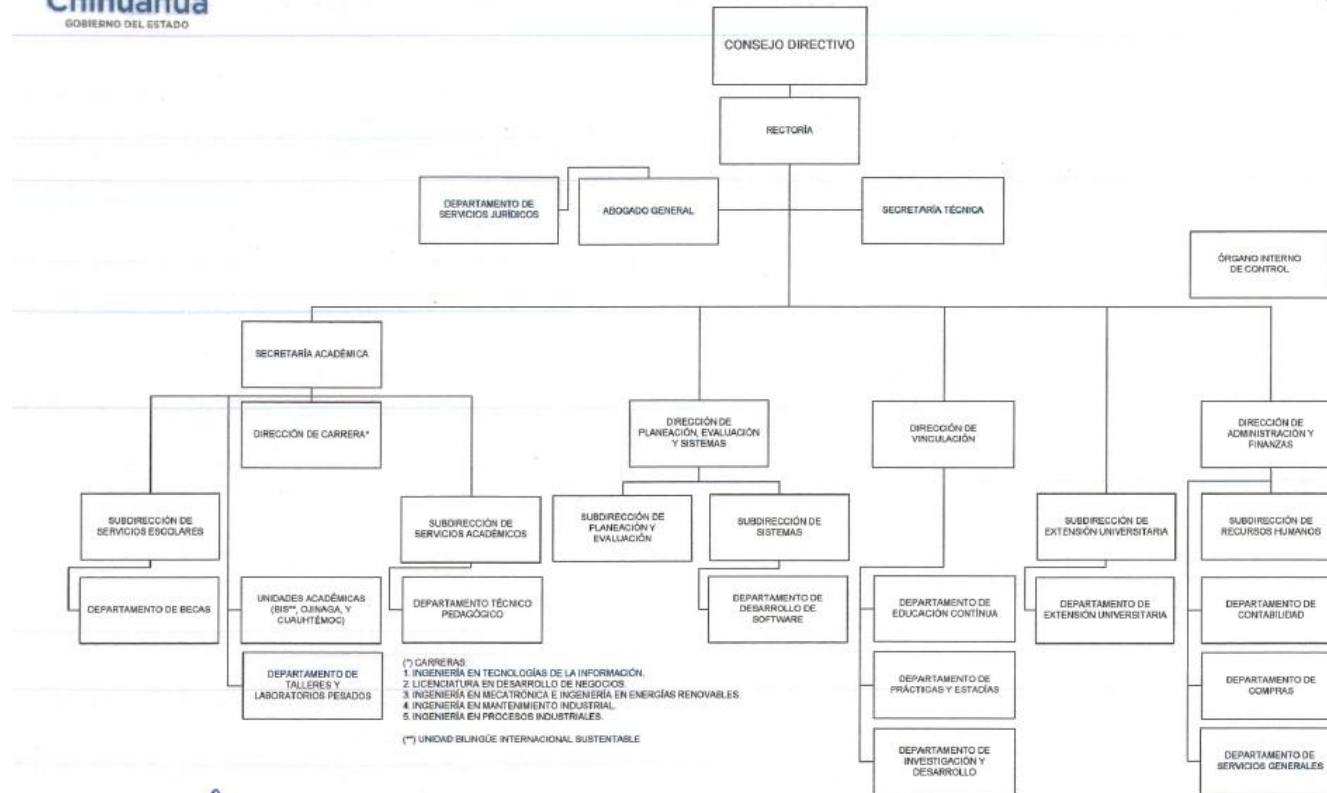 Chihuahua
GOBIERNO DEL ESTADO
CONSEJO DIRECTIVO
RECTORÍA
DEPARTAMENTO DE
SERVICIOS JURÍDICOS
ABOGADO GENERAL
SECRETARÍA TÉCNICA
ÓRGANO INTERNO
DE CONTROL
SECRETARÍA ACADÉMICA
DIRECCIÓN DE CARRERA*
DIRECCIÓN DE
PLANEACIÓN, EVALUACIÓN
Y SISTEMAS
DIRECCIÓN DE
VINCULACIÓN
DIRECCIÓN DE
ADMINISTRACIÓN Y
FINANZAS
SUBDIRECCIÓN DE
SERVICIOS ESCOLARES
SUBDIRECCIÓN DE
SERVICIOS ACADÉMICOS
SUBDIRECCIÓN DE
PLANEACIÓN Y
EVALUACIÓN
SUBDIRECCIÓN DE
SISTEMAS
SUBDIRECCIÓN DE
EXTENSIÓN UNIVERSITARIA
SUBDIRECCIÓN DE
RECURSOS HUMANOS
DEPARTAMENTO DE BECAS
UNIDADES ACADÉMICAS
(BIS**, OJINAGA, Y
CUAUHTÉMOC)
DEPARTAMENTO TÉCNICO
PEDAGÓGICO
DEPARTAMENTO DE
DESARROLLO DE
SOFTWARE
DEPARTAMENTO DE
EDUCACIÓN CONTÍNUA
DEPARTAMENTO DE
EXTENSIÓN UNIVERSITARIA
DEPARTAMENTO DE
CONTABILIDAD
DEPARTAMENTO DE
TALLERES Y
LABORATORIOS PESADOS
(*) CARRERAS:
1. INGENIERÍA EN TECNOLOGÍAS DE LA INFORMACIÓN.
2. LICENCIATURA EN DESARROLLO DE NEGOCIOS.
3. INGENIERÍA EN MECATRÓNICA E INGENIERÍA EN ENERGÍAS RENOVABLES.
4. INGENIERÍA EN MANTENIMIENTO INDUSTRIAL.
5. INGENIERÍA EN PROCESOS INDUSTRIALES.
(**) UNIDAD BILINGÜE INTERNACIONAL SUSTENTABLE
DEPARTAMENTO DE
PRÁCTICAS Y ESTADÍAS
DEPARTAMENTO DE
COMPRAS
DEPARTAMENTO DE
INVESTIGACIÓN Y
DESARROLLO
DEPARTAMENTO DE
SERVICIOS GENERALES